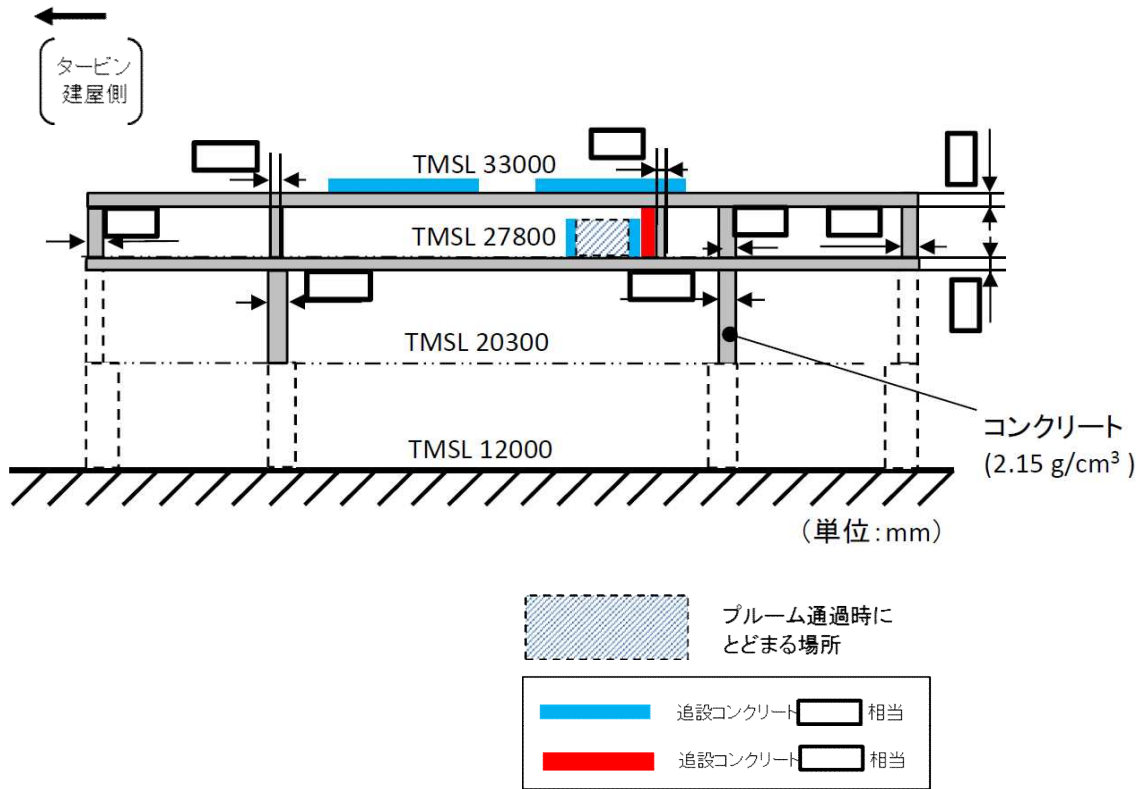 タービン
建屋側
TMSL 33000
TMSL 27800
TMSL 20300
TMSL 12000
コンクリート
(2.15 g/cm³ )
(単位:mm)
プルーム通過時に
とどまる場所
追設コンクリート 相当
追設コンクリート 相当